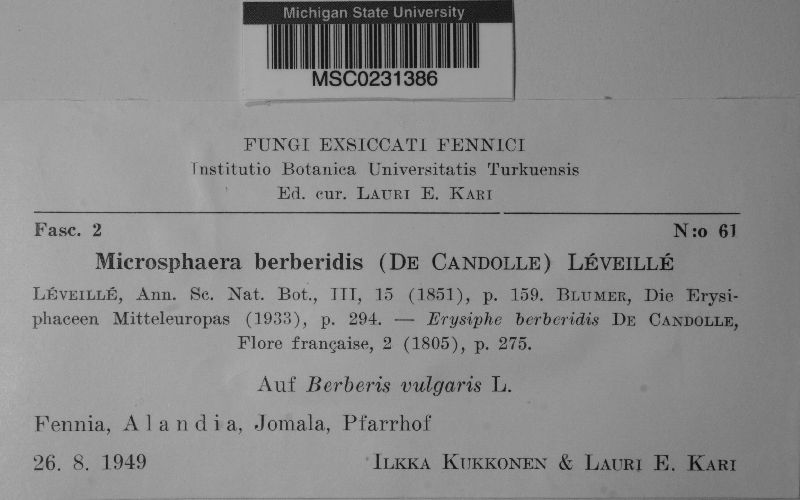 Michigan State University
MSC0231386
FUNGI EXSICCATI FENNICI
Institutio Botanica Universitatis Turkuensis
Ed. cur. LAURI E. KARI
Fasc. 2 N:o 61
Microsphaera berberidis (DE CANDOLLE) LÉVEILLÉ
LÉVEILLÉ, Ann. Sc. Nat. Bot., III, 15 (1851), p. 159. BLUMER, Die Erysi-
phaceen Mitteleuropas (1933), p. 294. — Erysiphe berberidis DE CANDOLLE,
Flore française, 2 (1805), p. 275.
Auf Berberis vulgaris L.
Fennia, Alandia, Jomala, Pfarrhof
26. 8. 1949 ILKKA KUKKONEN & LAURI E. KARI